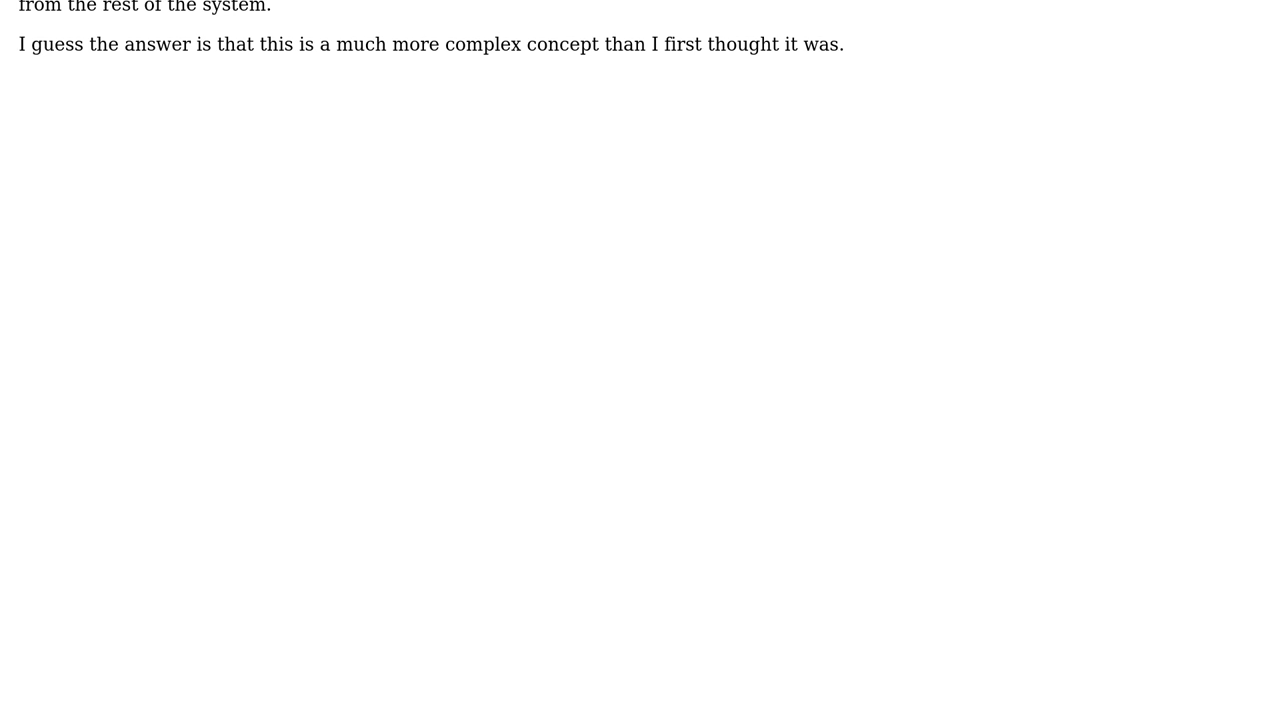 from the rest of the system.
I guess the answer is that this is a much more complex concept than I first thought it was.